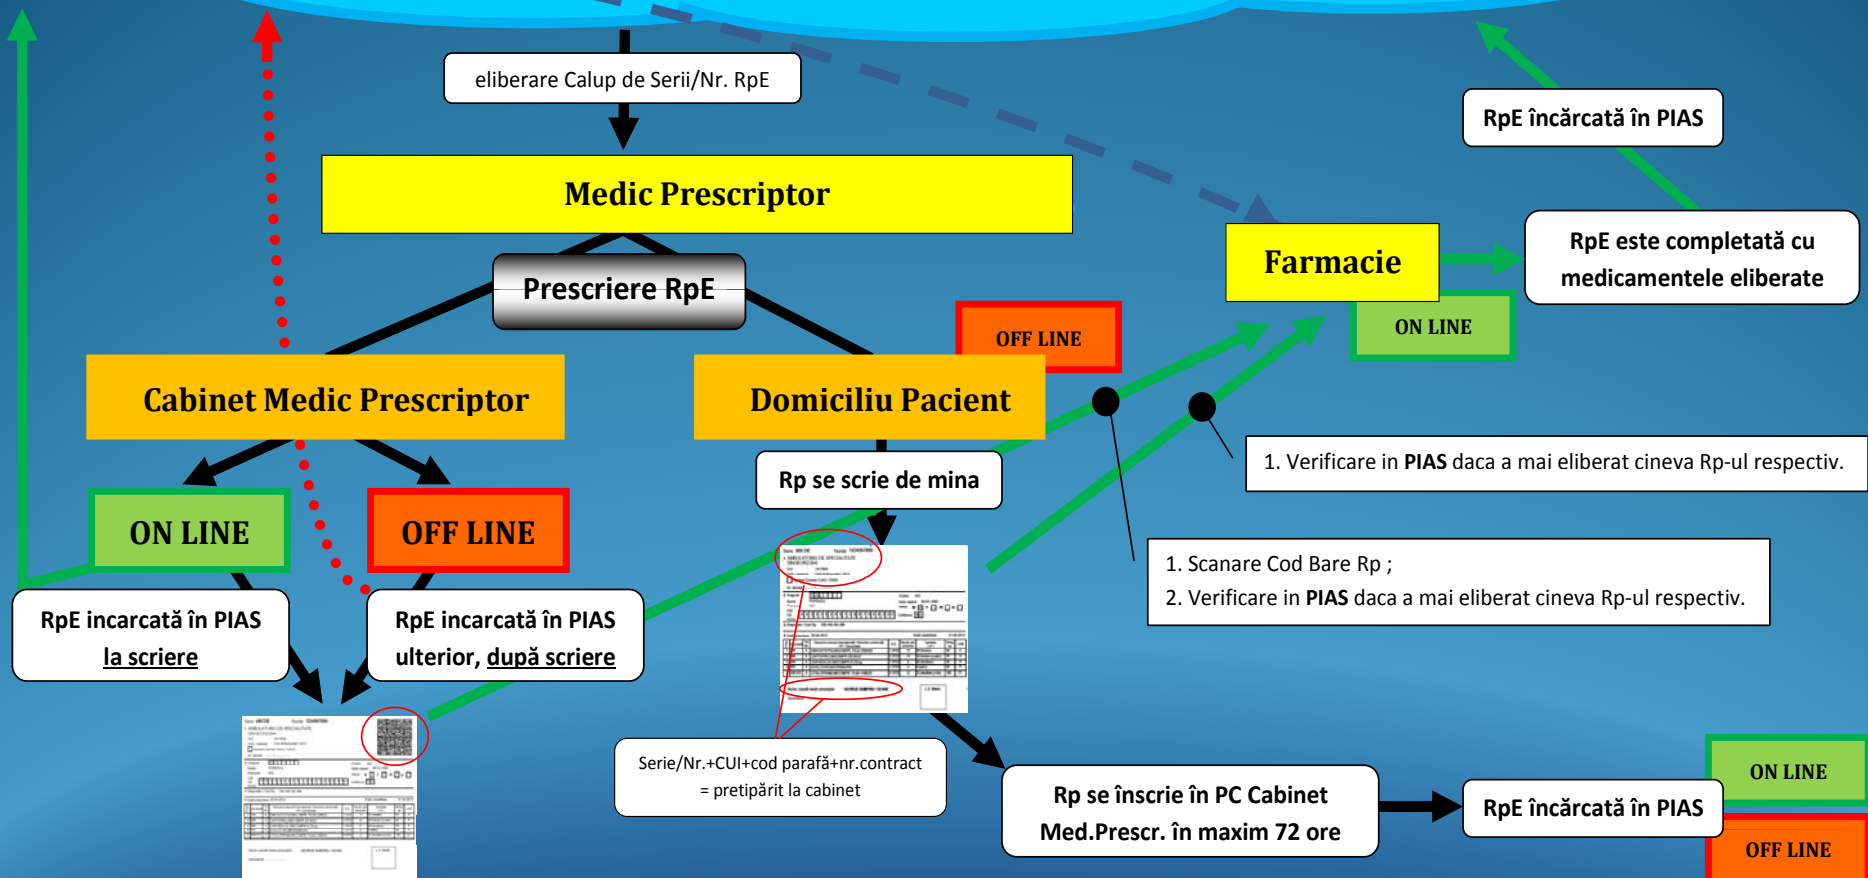 eliberare Calup de Serii/Nr. RpE
RpE încărcată în PIAS
Medic Prescriptor
Farmacie
RpE este completată cu
medicamentele eliberate
Prescriere RpE
OFF LINE
ON LINE
Cabinet Medic Prescriptor
Domiciliu Pacient
1. Verificare in PIAS daca a mai eliberat cineva Rp-ul respectiv.
Rp se scrie de mina
ON LINE
OFF LINE
1. Scanare Cod Bare Rp ;
2. Verificare in PIAS daca a mai eliberat cineva Rp-ul respectiv.
RpE incarcată în PIAS
la scriere
RpE incarcată în PIAS
ulterior, după scriere
Serie/Nr.+CUI+cod parafă+nr.contract
= pretipărit la cabinet
Rp se înscrie în PC Cabinet
Med.Prescr. în maxim 72 ore
RpE încărcată în PIAS
ON LINE
OFF LINE